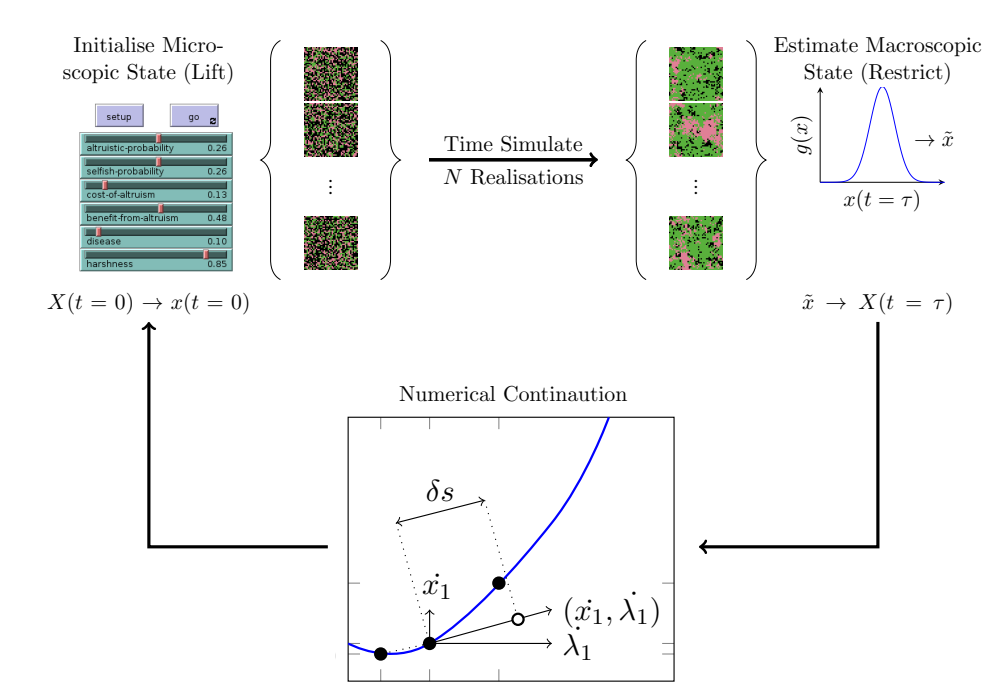 Initialise Micro-
scopic State (Lift)
setup
go
altruistic-probability 0.26
selfish-probability 0.26
cost-of-altruism 0.13
benefit-from-altruism 0.48
disease 0.10
harshness 0.85
X(t = 0) → x(t = 0)
⋮
Time Simulate
N Realisations
⋮
Estimate Macroscopic
State (Restrict)
g(x)
→ x̃
x(t = τ)
x̃ → X(t = τ)
Numerical Continaution
δs
ẋ₁
(ẋ₁, λ̇₁)
λ̇₁